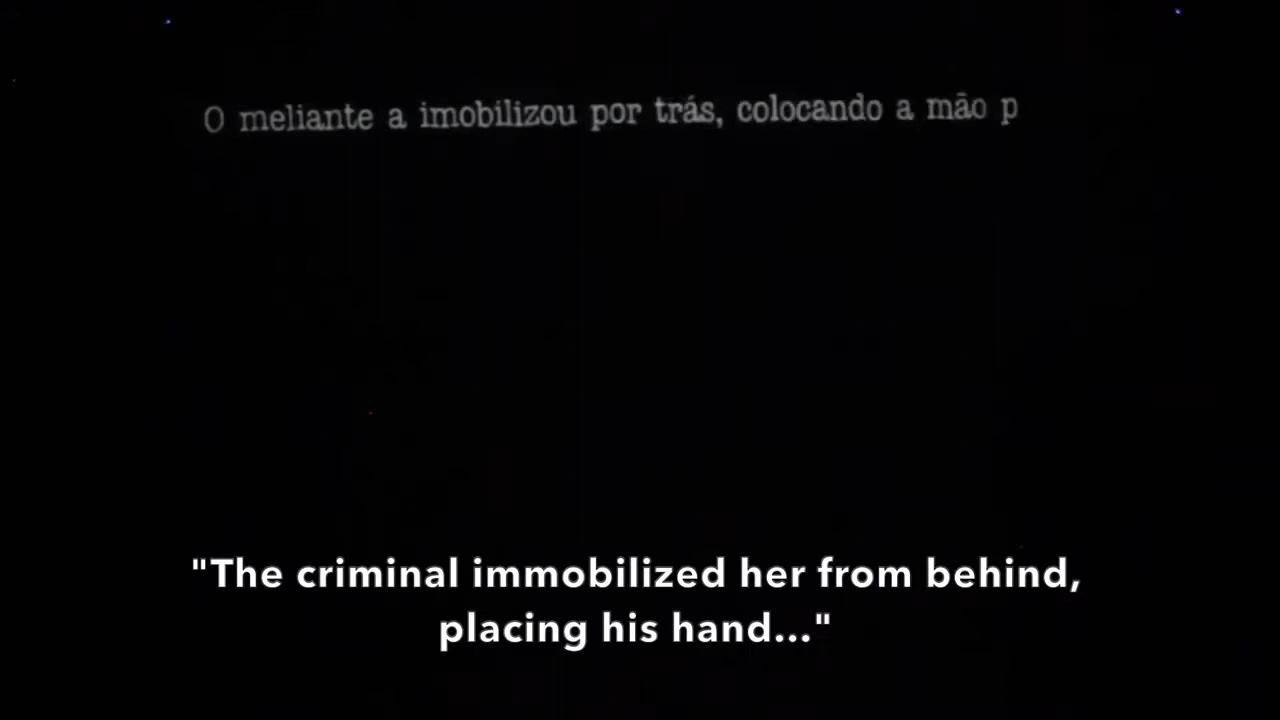 O meliante a imobilizou por trás, colocando a mão p
"The criminal immobilized her from behind,
placing his hand..."